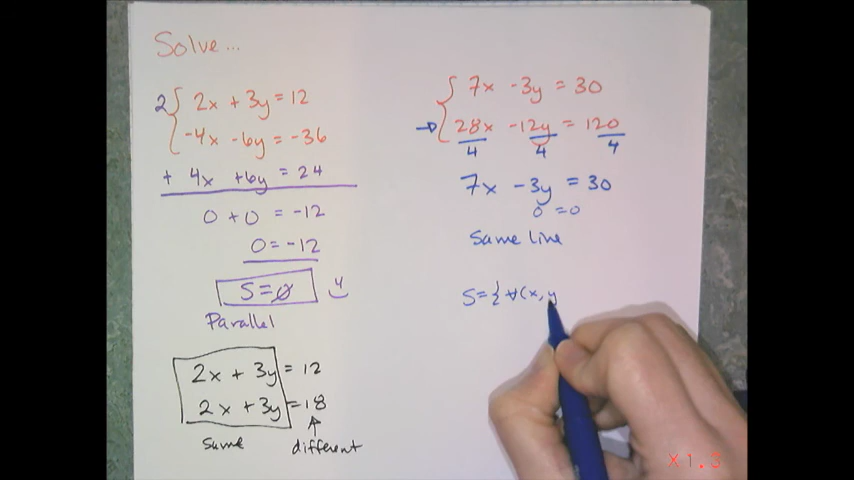 Solve...
2 { 2x + 3y = 12
-4x - 6y = -36
+ 4x + 6y = 24
0 + 0 = -12
0 = -12
S = ∅
Parallel
2x + 3y = 12
2x + 3y = 18
Same
different
{ 7x - 3y = 30
→ 28x - 12y = 120
4 4 4
7x - 3y = 30
0 = 0
Same line
S = { ∀(x, y
x1.3